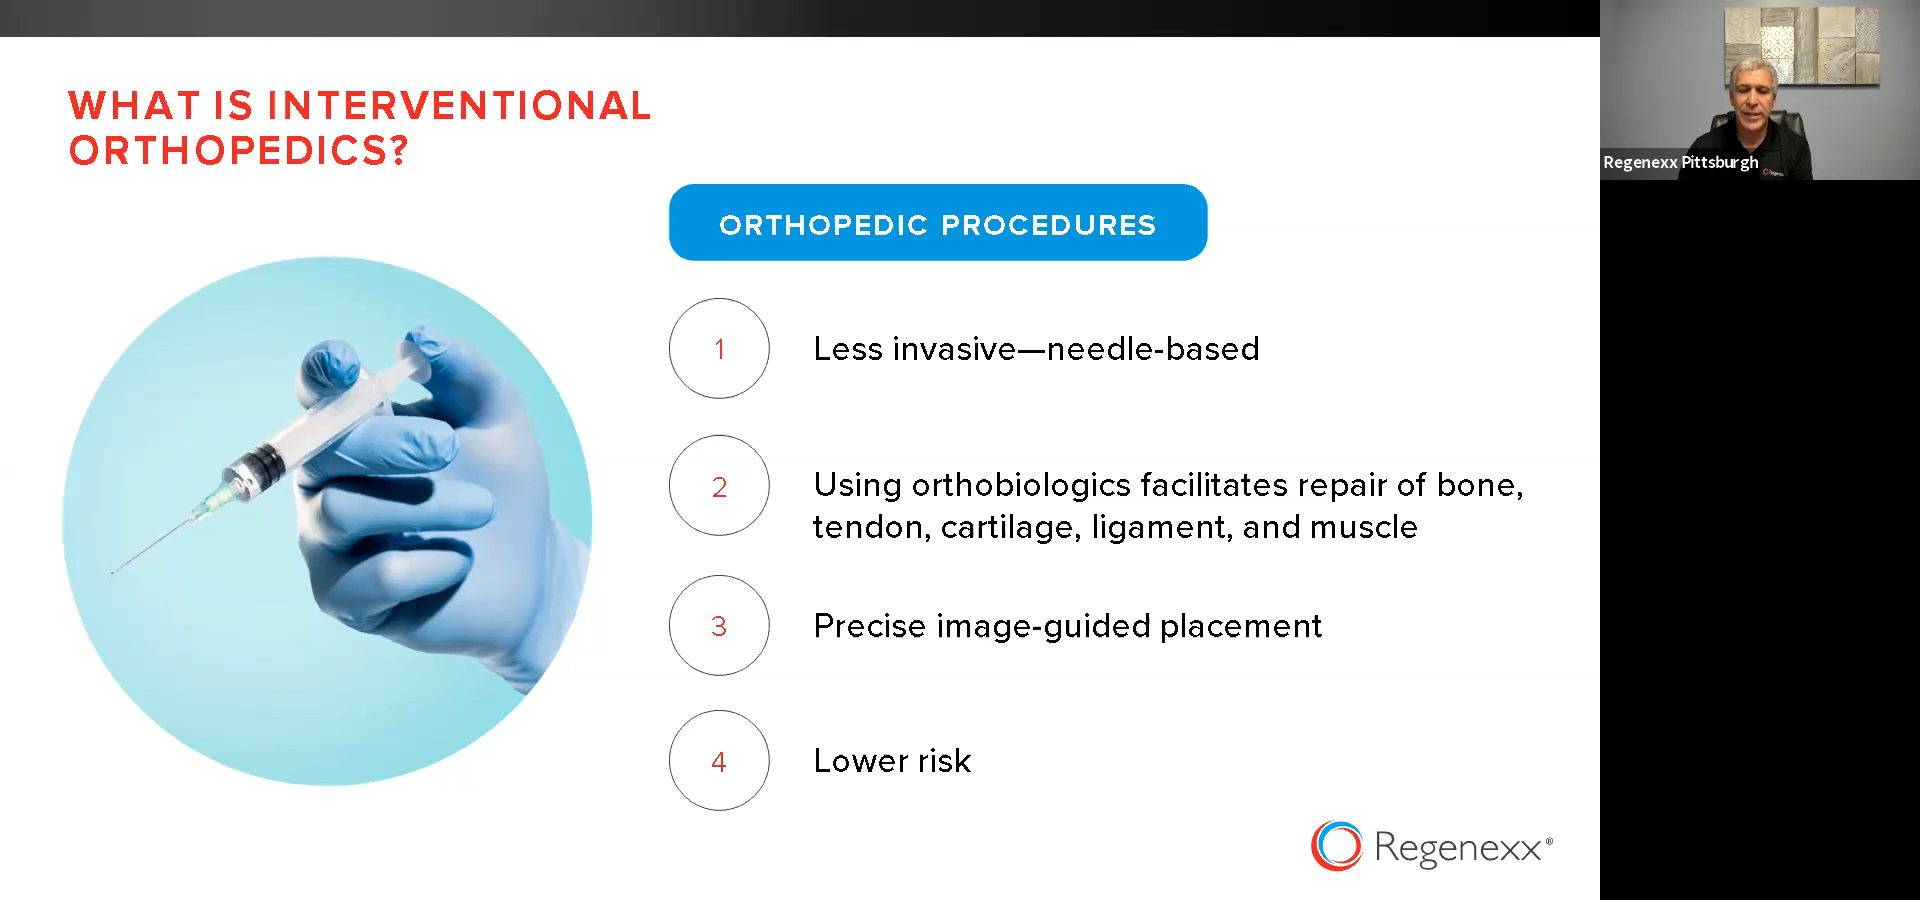 WHAT IS INTERVENTIONAL
ORTHOPEDICS?
ORTHOPEDIC PROCEDURES
1
Less invasive—needle-based
2
Using orthobiologics facilitates repair of bone,
tendon, cartilage, ligament, and muscle
3
Precise image-guided placement
4
Lower risk
Regenexx®
Regenexx Pittsburgh